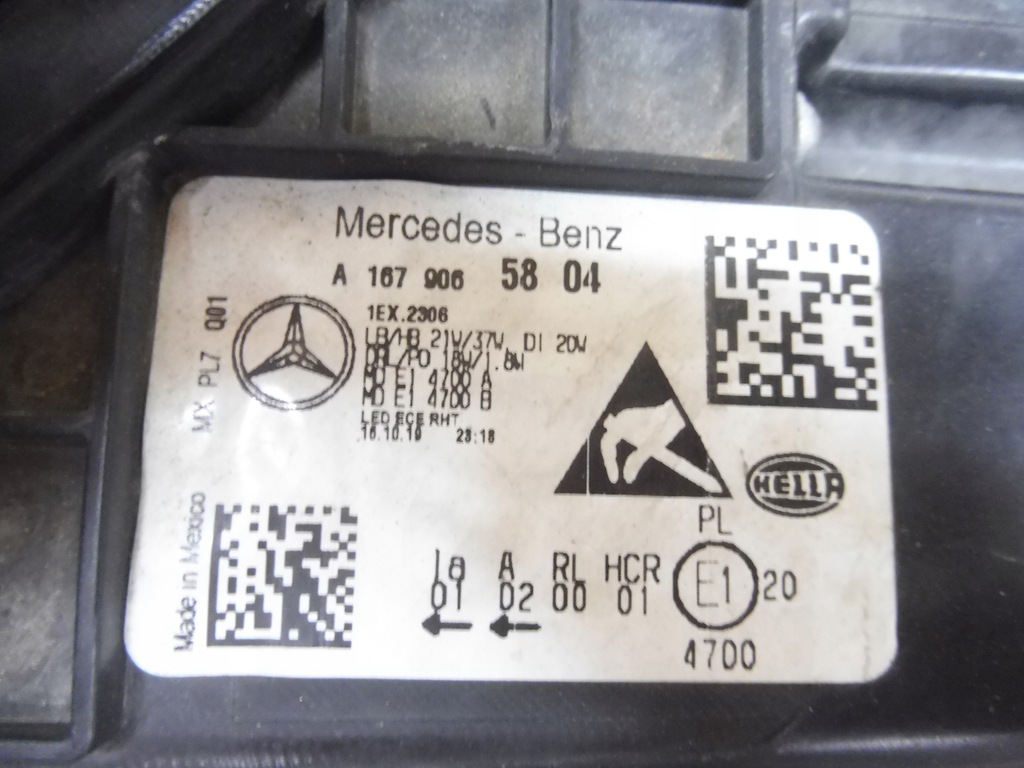 Mercedes - Benz
A 167 906 58 04
1EX.2306
LB/HB 21W/37W, DI 20W
DRL/PO 18W/1.8W
MD E1 4700 A
MD E1 4700 B
LED ECE RHT
16.10.19 23:18
MX PL7 Q01
HELLA
Made in Mexico
1a A RL HCR PL
01 02 00 01 E1 20
4700